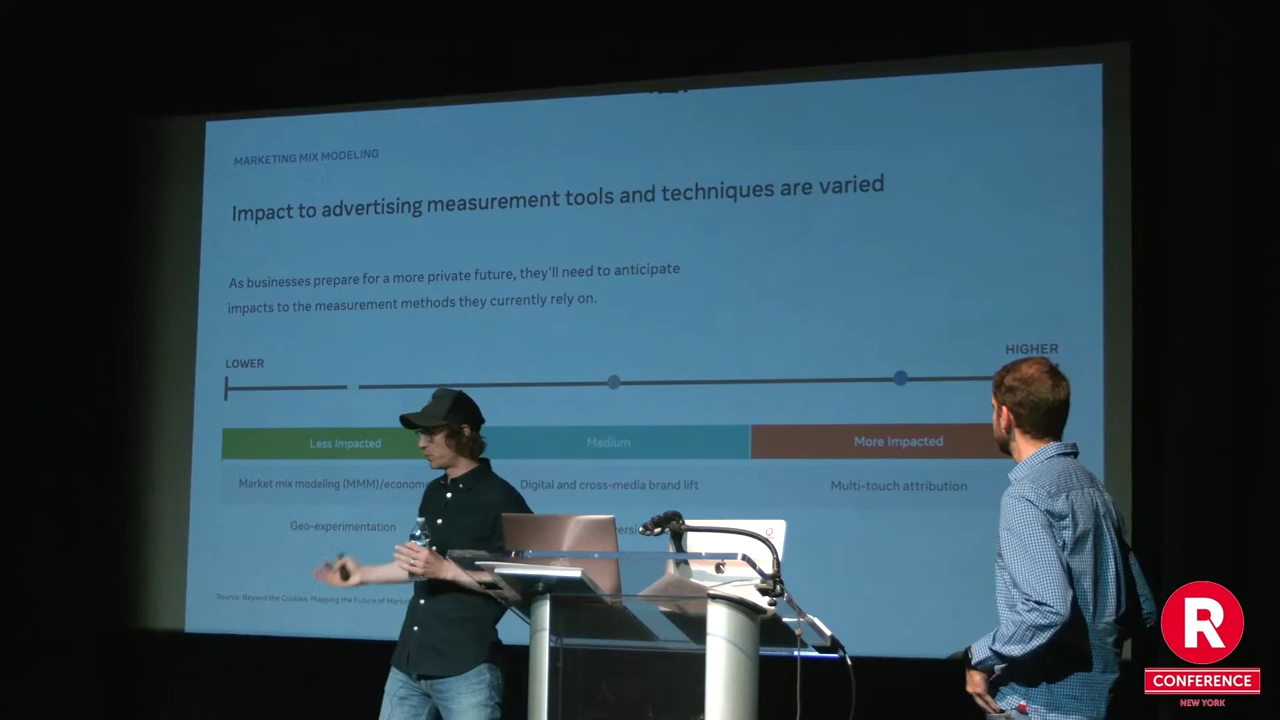 MARKETING MIX MODELING
Impact to advertising measurement tools and techniques are varied
As businesses prepare for a more private future, they'll need to anticipate
impacts to the measurement methods they currently rely on.
LOWER
HIGHER
Less Impacted
Medium
More Impacted
Market mix modeling (MMM)/econom
Digital and cross-media brand lift
Multi-touch attribution
Geo-experimentation
Source: Beyond the Cookies: Mapping the Future of Marke
R
CONFERENCE
NEW YORK